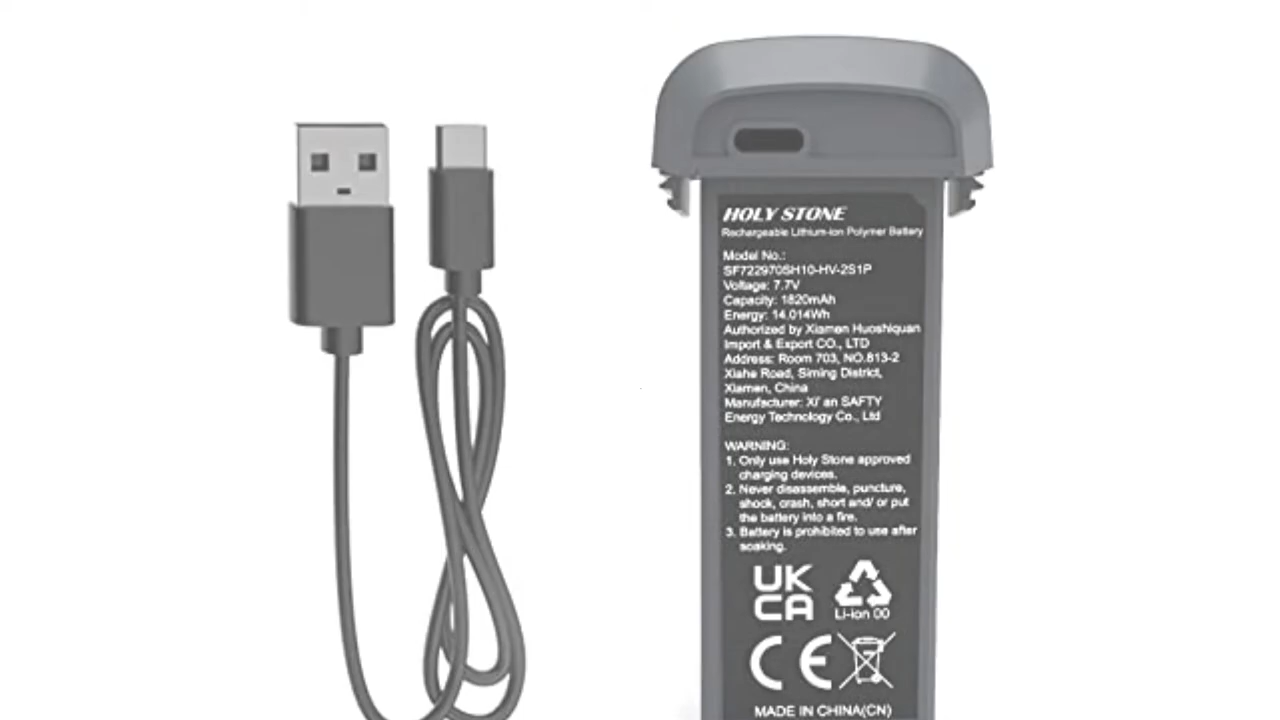 HOLY STONE
Rechargeable Lithium-ion Polymer Battery
Model No.:
SF722970SH10-HV-2S1P
Voltage: 7.7V
Capacity: 1820mAh
Energy: 14.014Wh
Authorized by Xiamen Huoshiquan
Import & Export CO., LTD
Address: Room 703, NO.813-2
Xiahe Road, Siming District,
Xiamen, China
Manufacturer: Xi' an SAFTY
Energy Technology Co., Ltd
WARNING:
1. Only use Holy Stone approved
charging devices.
2. Never disassemble, puncture,
shock, crash, short and/ or put
the battery into a fire.
3. Battery is prohibited to use after
soaking.
UK
CA
Li-ion 00
CE
MADE IN CHINA(CN)